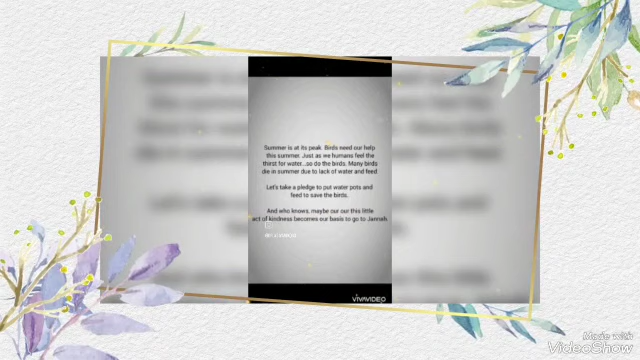 Summer is at its peak. Birds need our help
this summer. Just as we humans feel the
thirst for water...so do the birds. Many birds
die in summer due to lack of water and feed
Let's take a pledge to put water pots and
feed to save the birds.
And who knows, maybe our our this little
act of kindness becomes our basis to go to Janneh.
VIVAVIDEO
Made with
VideoShow